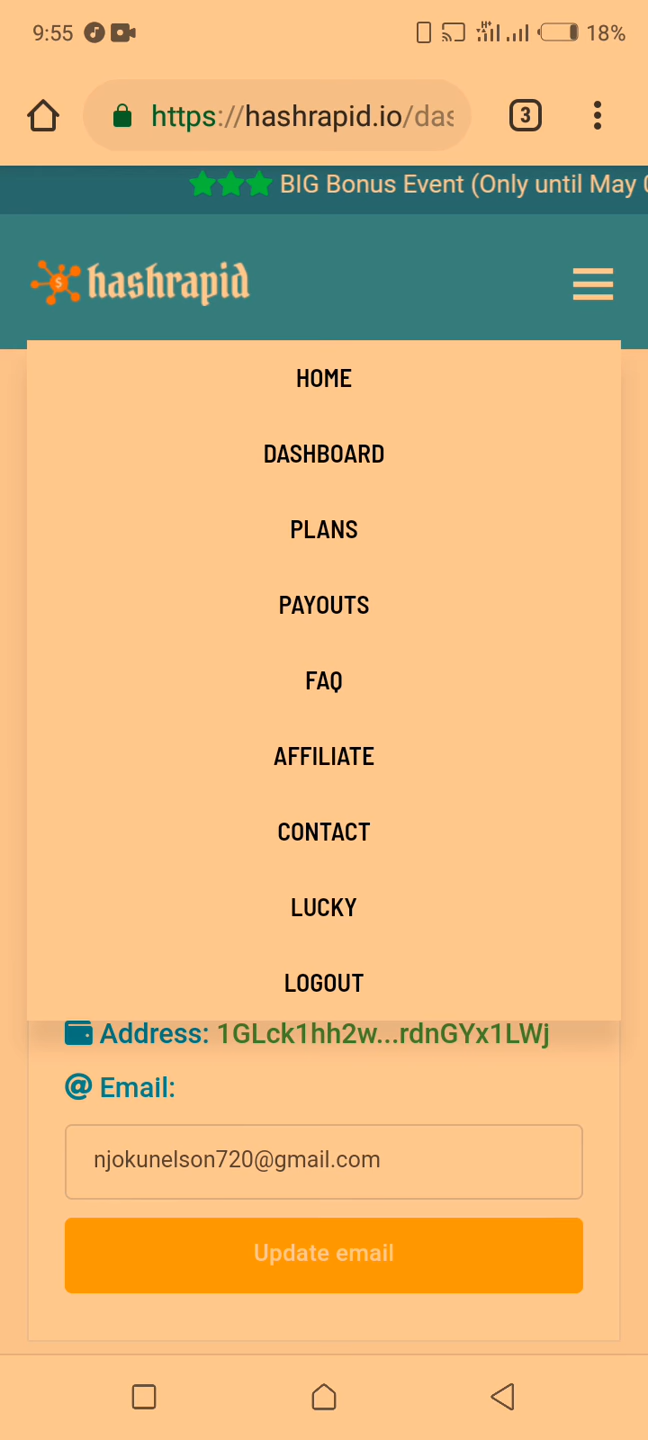 9:55
H+
18%
https://hashrapid.io/das
3
BIG Bonus Event (Only until May
$
hashrapid
HOME
DASHBOARD
PLANS
PAYOUTS
FAQ
AFFILIATE
CONTACT
LUCKY
LOGOUT
Address: 1GLck1hh2w...rdnGYx1LWj
@ Email:
njokunelson720@gmail.com
Update email